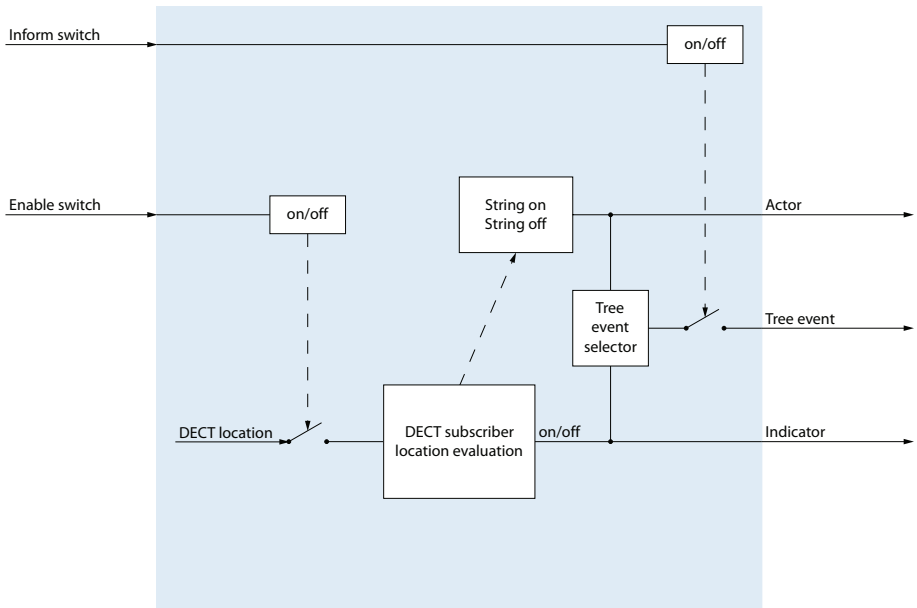 Inform switch
on/off
Enable switch
on/off
String on
String off
Actor
Tree
event
selector
Tree event
DECT location
DECT subscriber
location evaluation
on/off
Indicator